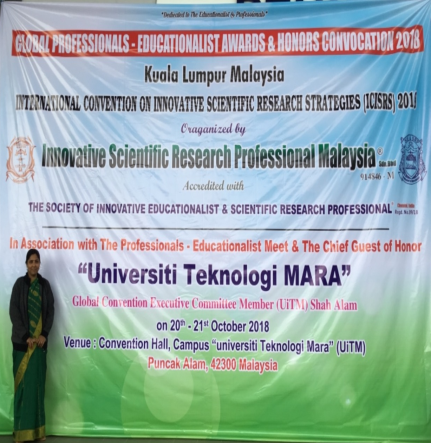 "Dedicated to The Educationalist & Professionals"
GLOBAL PROFESSIONALS - EDUCATIONALIST AWARDS & HONORS CONVOCATION 2018
Kuala Lumpur Malaysia
INTERNATIONAL CONVENTION ON INNOVATIVE SCIENTIFIC RESEARCH STRATEGIES (ICISRS) 2018
Oraganized by
Innovative Scientific Research Professional Malaysia
914546 - M
Accredited with
THE SOCIETY OF INNOVATIVE EDUCATIONALIST & SCIENTIFIC RESEARCH PROFESSIONAL
In Association with The Professionals - Educationalist Meet & The Chief Guest of Honor
"Universiti Teknologi MARA"
Global Convention Executive Committee Member (UiTM) Shah Alam
on 20th - 21st October 2018
Venue : Convention Hall, Campus "universiti Teknologi Mara" (UiTM)
Puncak Alam, 42300 Malaysia